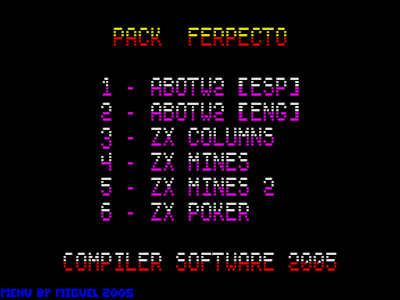 PACK FERPECTO
1 - ABOTW2 [ESP]
2 - ABOTW2 [ENG]
3 - ZX COLUMNS
4 - ZX MINES
5 - ZX MINES 2
6 - ZX POKER
COMPILER SOFTWARE 2005
MENU BY MIGUEL 2005